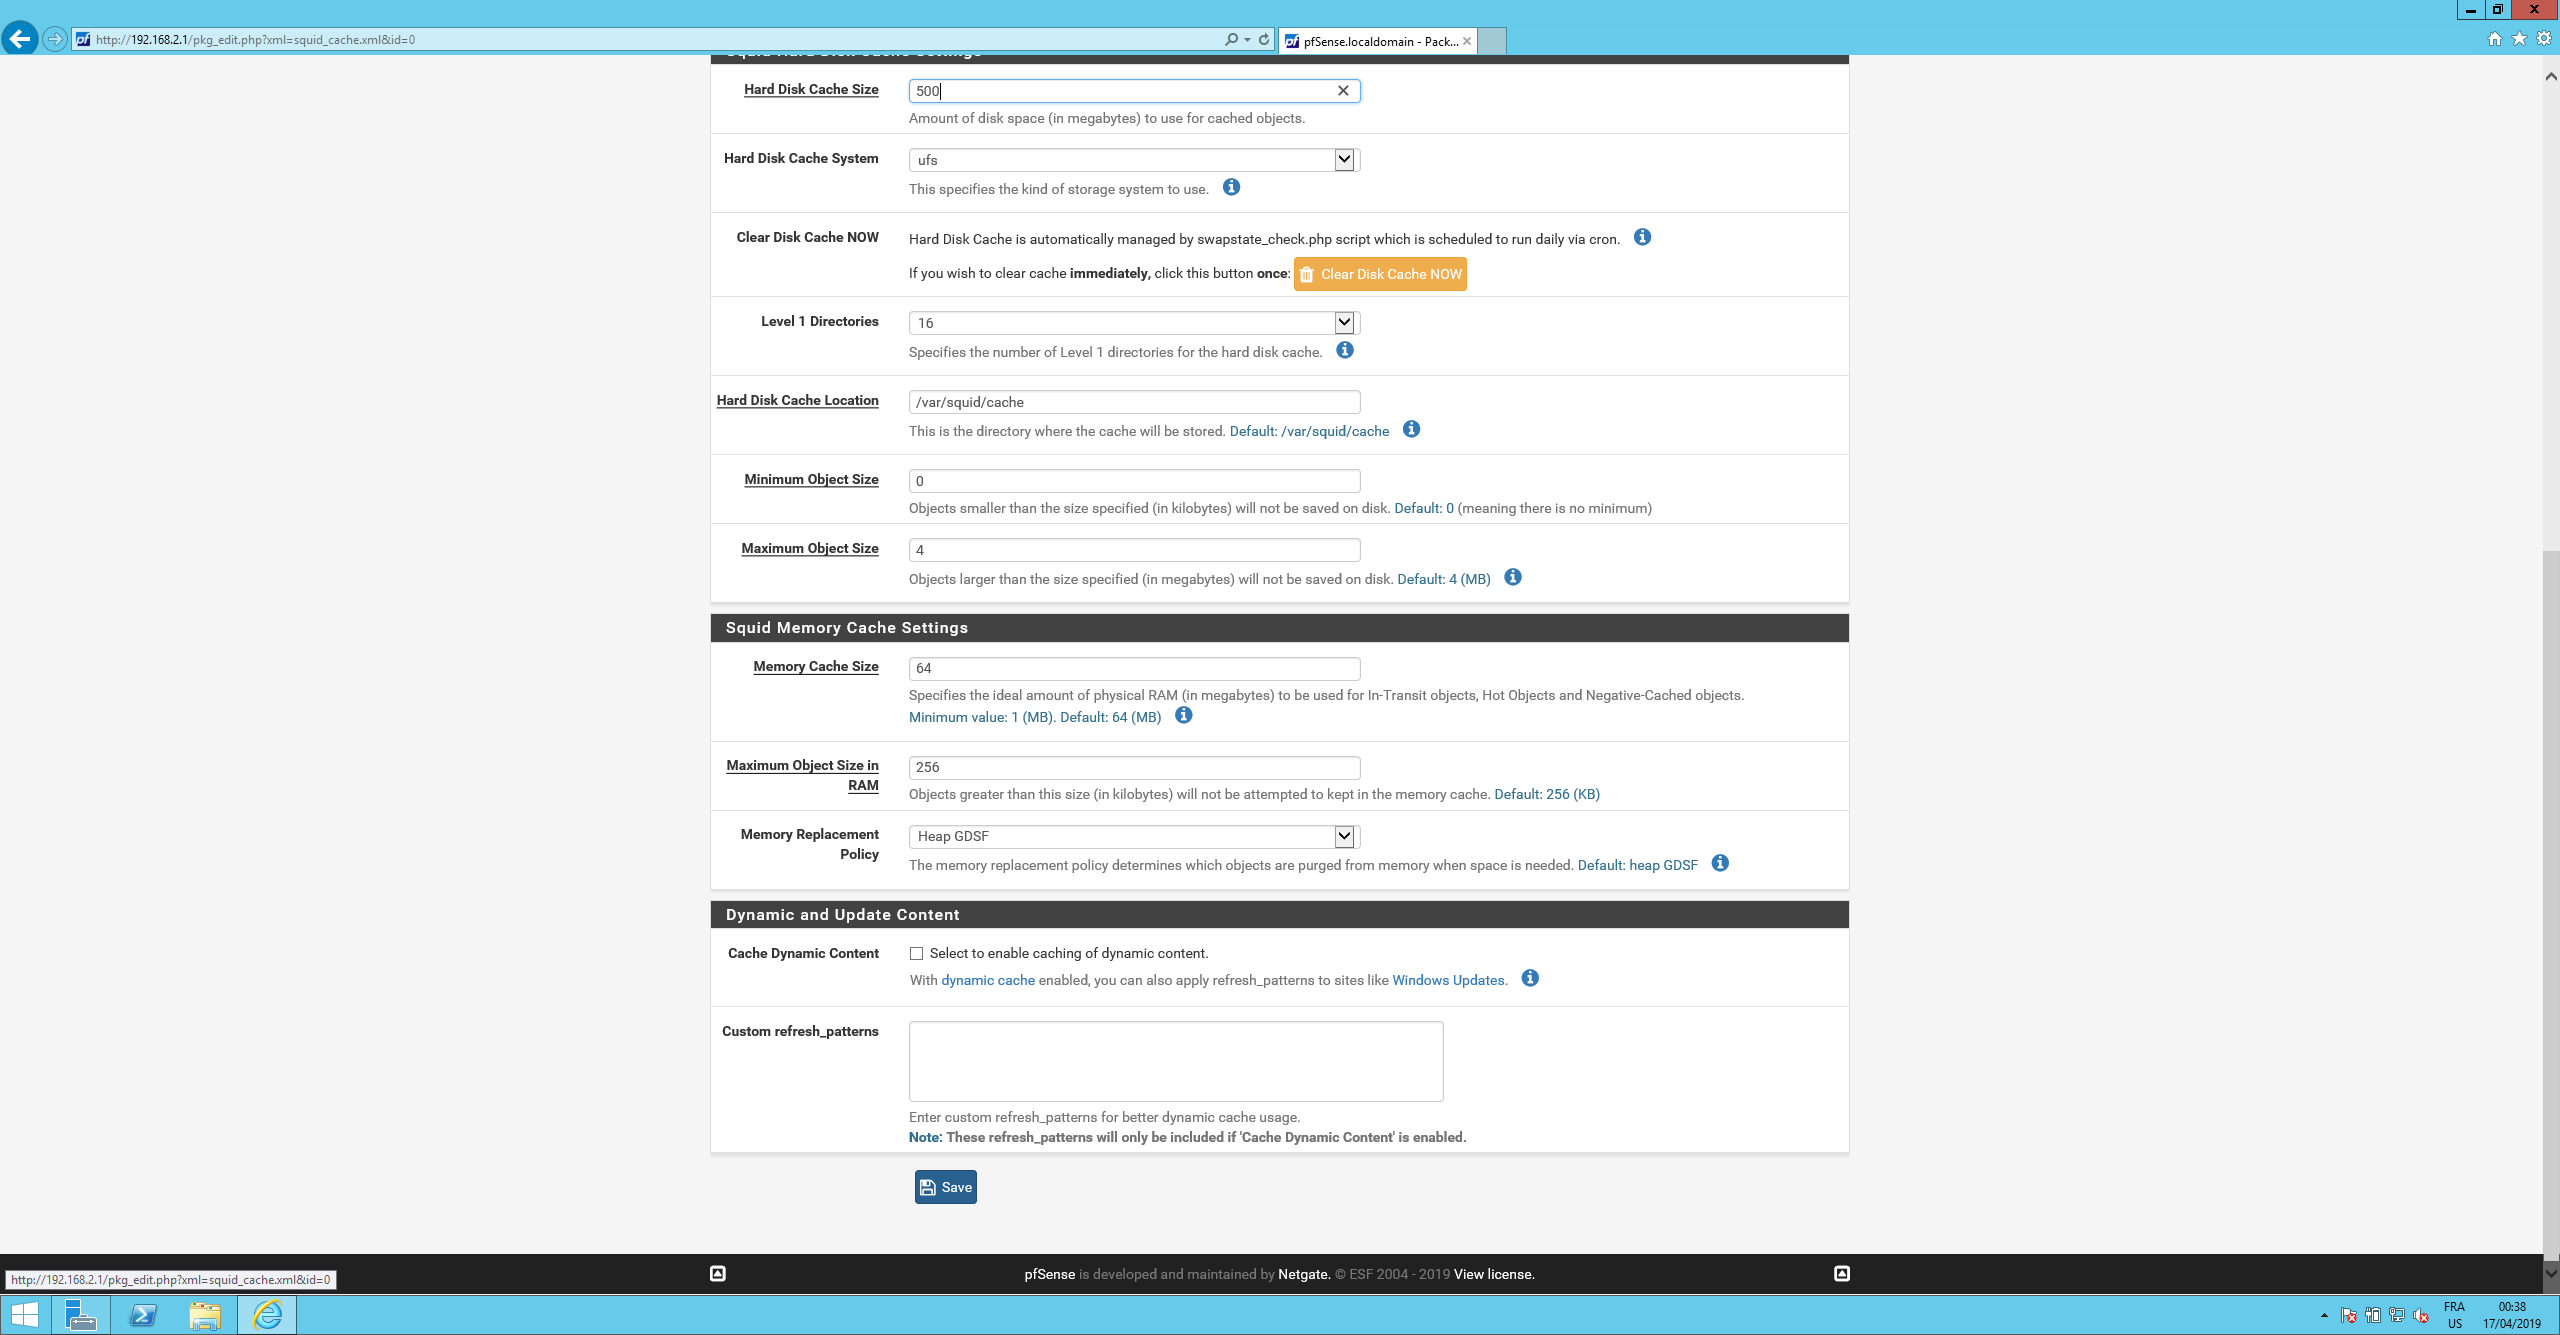 http://192.168.2.1/pkg_edit.php?xml=squid_cache.xml&id=0
pfSense.localdomain - Pack...
Squid Hard Disk Cache Settings
Hard Disk Cache Size
500
Amount of disk space (in megabytes) to use for cached objects.
Hard Disk Cache System
ufs
This specifies the kind of storage system to use.
Clear Disk Cache NOW
Hard Disk Cache is automatically managed by swapstate_check.php script which is scheduled to run daily via cron.
If you wish to clear cache immediately, click this button once: Clear Disk Cache NOW
Level 1 Directories
16
Specifies the number of Level 1 directories for the hard disk cache.
Hard Disk Cache Location
/var/squid/cache
This is the directory where the cache will be stored. Default: /var/squid/cache
Minimum Object Size
0
Objects smaller than the size specified (in kilobytes) will not be saved on disk. Default: 0 (meaning there is no minimum)
Maximum Object Size
4
Objects larger than the size specified (in megabytes) will not be saved on disk. Default: 4 (MB)
Squid Memory Cache Settings
Memory Cache Size
64
Specifies the ideal amount of physical RAM (in megabytes) to be used for In-Transit objects, Hot Objects and Negative-Cached objects.
Minimum value: 1 (MB). Default: 64 (MB)
Maximum Object Size in
RAM
256
Objects greater than this size (in kilobytes) will not be attempted to kept in the memory cache. Default: 256 (KB)
Memory Replacement
Policy
Heap GDSF
The memory replacement policy determines which objects are purged from memory when space is needed. Default: heap GDSF
Dynamic and Update Content
Cache Dynamic Content
Select to enable caching of dynamic content.
With dynamic cache enabled, you can also apply refresh_patterns to sites like Windows Updates.
Custom refresh_patterns
Enter custom refresh_patterns for better dynamic cache usage.
Note: These refresh_patterns will only be included if 'Cache Dynamic Content' is enabled.
Save
http://192.168.2.1/pkg_edit.php?xml=squid_cache.xml&id=0
pfSense is developed and maintained by Netgate. © ESF 2004 - 2019 View license.
FRA
US
00:38
17/04/2019